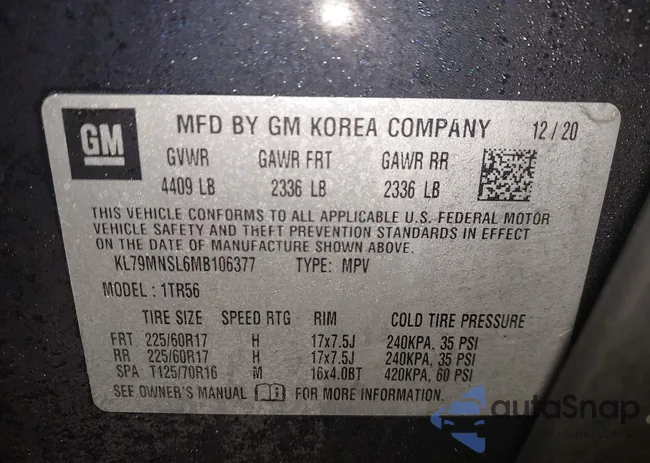 GM
MFD BY GM KOREA COMPANY 12/20
GVWR GAWR FRT GAWR RR
4409 LB 2336 LB 2336 LB
THIS VEHICLE CONFORMS TO ALL APPLICABLE U.S. FEDERAL MOTOR
VEHICLE SAFETY AND THEFT PREVENTION STANDARDS IN EFFECT
ON THE DATE OF MANUFACTURE SHOWN ABOVE.
KL79MNSL6MB106377 TYPE: MPV
MODEL: 1TR56
TIRE SIZE SPEED RTG RIM COLD TIRE PRESSURE
FRT 225/60R17 H 17x7.5J 240KPA, 35 PSI
RR 225/60R17 H 17x7.5J 240KPA, 35 PSI
SPA T125/70R16 M 16x4.0BT 420KPA, 60 PSI
SEE OWNER'S MANUAL FOR MORE INFORMATION.
autoSnap